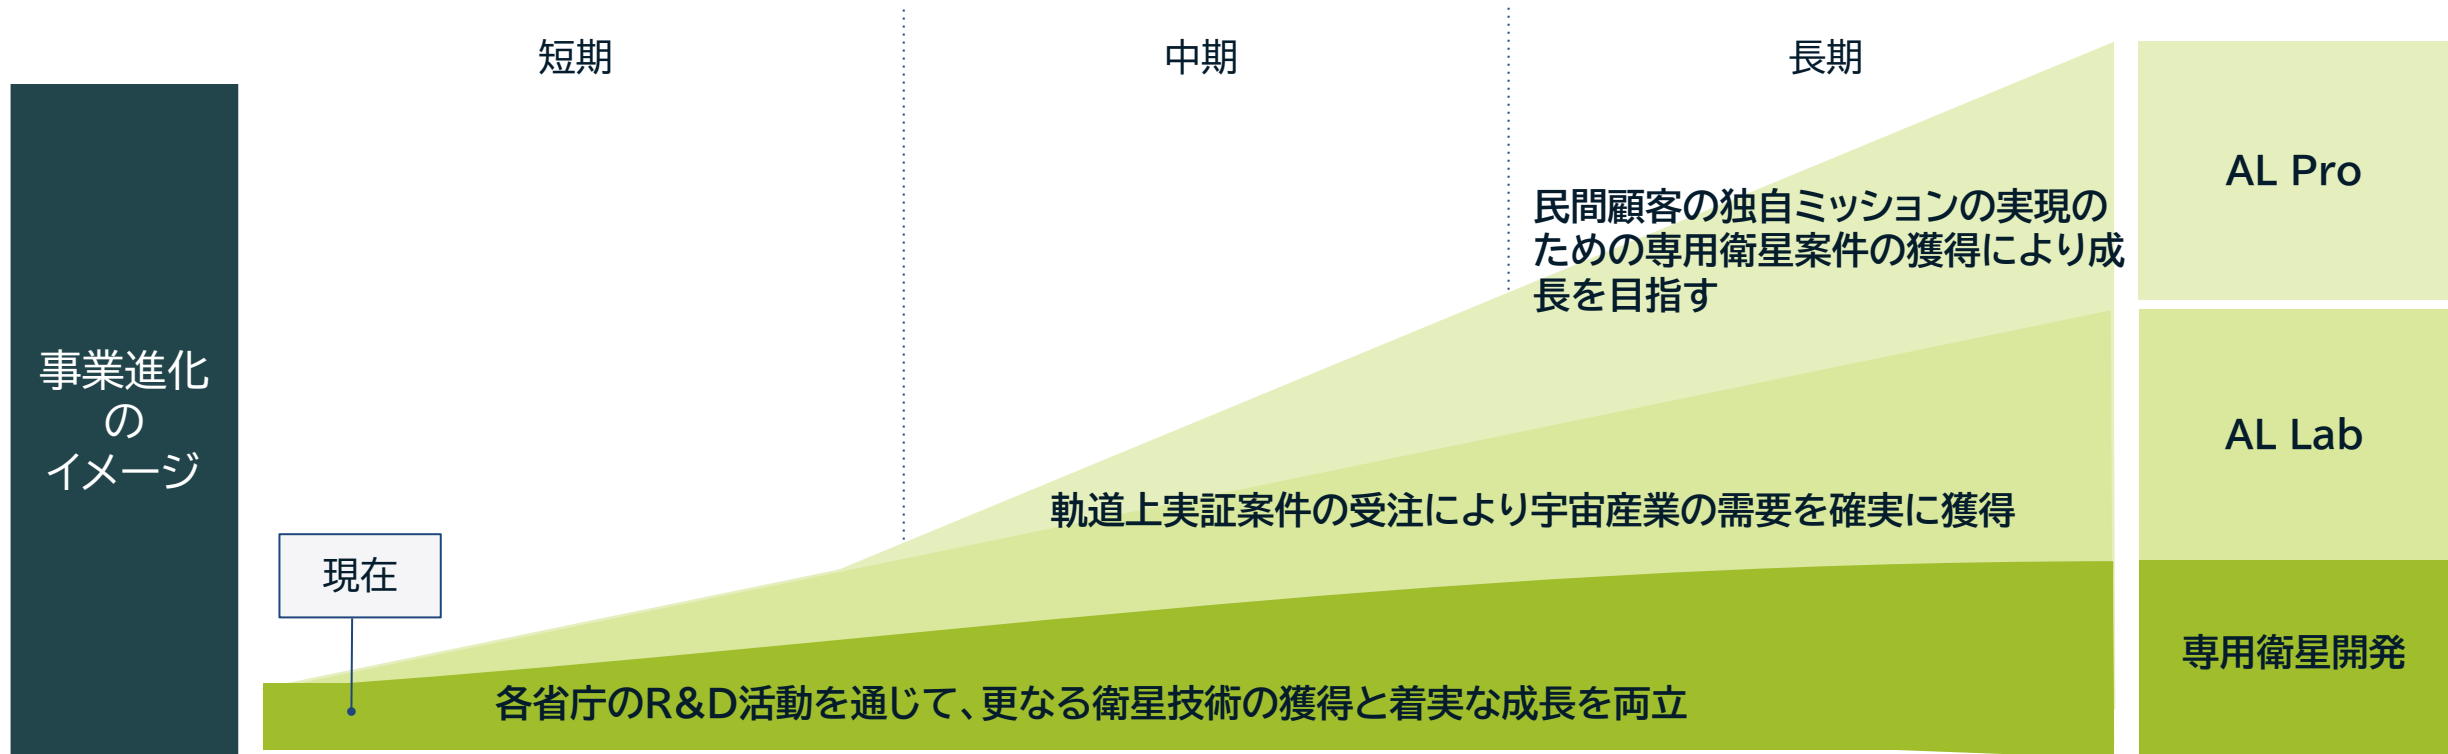 短期
中期
長期
事業進化
の
イメージ
現在
民間顧客の独自ミッションの実現の
ための専用衛星案件の獲得により成
長を目指す
軌道上実証案件の受注により宇宙産業の需要を確実に獲得
各省庁のR&D活動を通じて、更なる衛星技術の獲得と着実な成長を両立
AL Pro
AL Lab
専用衛星開発